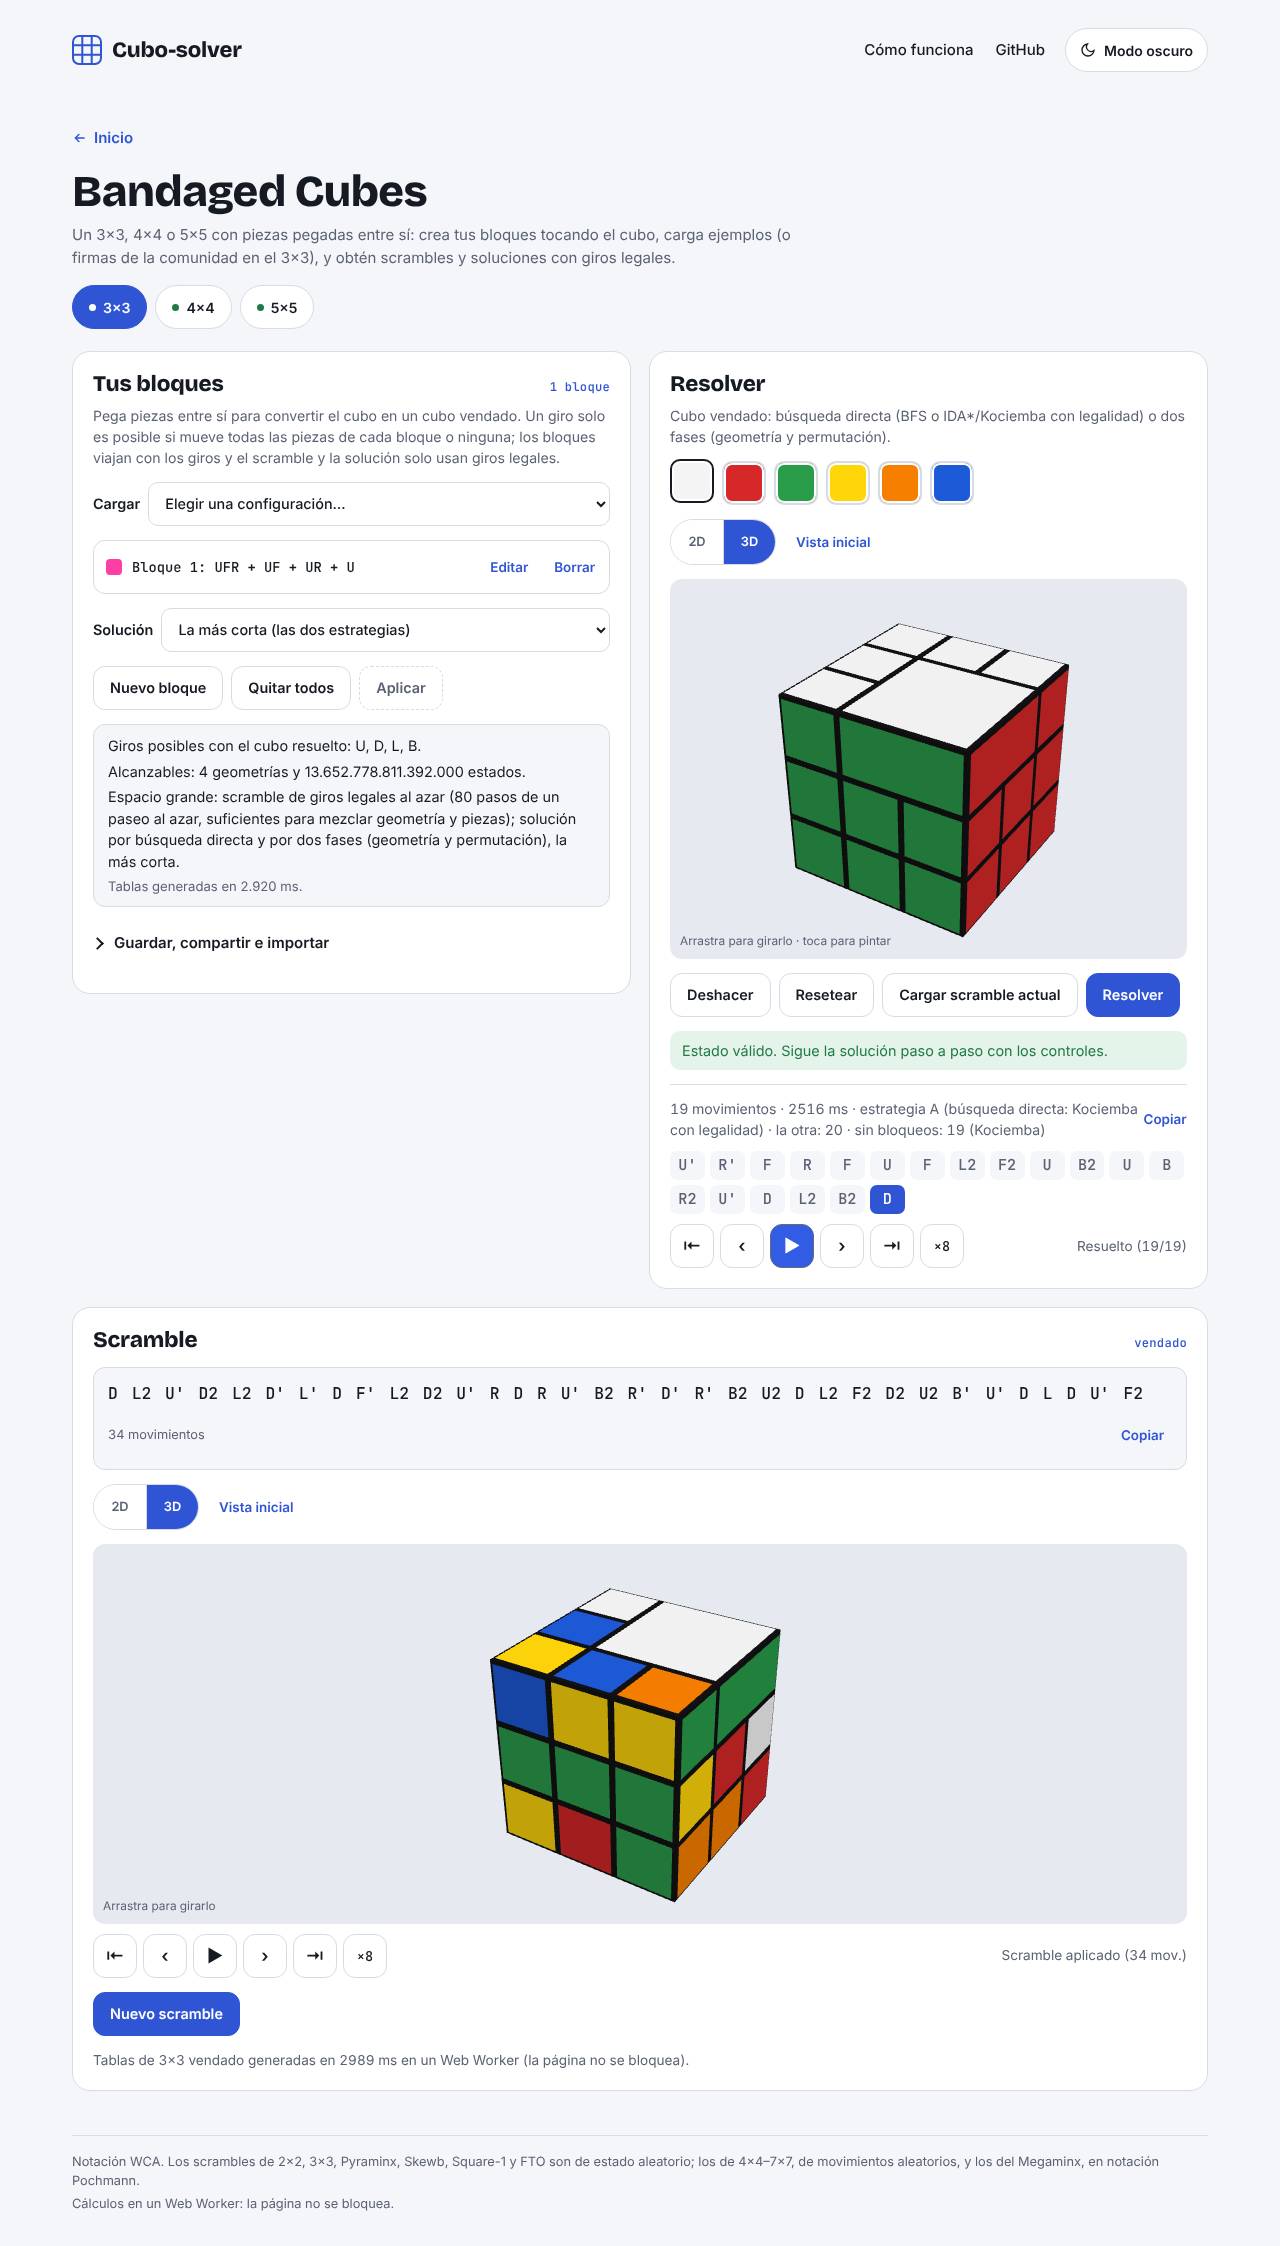 Cubo-solver
Cómo funciona
GitHub
Modo oscuro
← Inicio
Bandaged Cubes
Un 3×3, 4×4 o 5×5 con piezas pegadas entre sí: crea tus bloques tocando el cubo, carga ejemplos (o
firmas de la comunidad en el 3×3), y obtén scrambles y soluciones con giros legales.
3×3
4×4
5×5
Tus bloques
1 bloque
Pega piezas entre sí para convertir el cubo en un cubo vendado. Un giro solo
es posible si mueve todas las piezas de cada bloque o ninguna; los bloques
viajan con los giros y el scramble y la solución solo usan giros legales.
Cargar
Elegir una configuración...
Bloque 1: UFR + UF + UR + U
Editar
Borrar
Solución
La más corta (las dos estrategias)
Nuevo bloque
Quitar todos
Aplicar
Giros posibles con el cubo resuelto: U, D, L, B.
Alcanzables: 4 geometrías y 13.652.778.811.392.000 estados.
Espacio grande: scramble de giros legales al azar (80 pasos de un
paseo al azar, suficientes para mezclar geometría y piezas); solución
por búsqueda directa y por dos fases (geometría y permutación), la
más corta.
Tablas generadas en 2.920 ms.
Guardar, compartir e importar
Resolver
Cubo vendado: búsqueda directa (BFS o IDA*/Kociemba con legalidad) o dos
fases (geometría y permutación).
2D
3D
Vista inicial
Arrastra para girarlo · toca para pintar
Deshacer
Resetear
Cargar scramble actual
Resolver
Estado válido. Sigue la solución paso a paso con los controles.
19 movimientos · 2516 ms · estrategia A (búsqueda directa: Kociemba
con legalidad) · la otra: 20 · sin bloqueos: 19 (Kociemba)
Copiar
U' R' F R F U F L2 F2 U B2 U B
R2 U' D L2 B2 D
×8
Resuelto (19/19)
Scramble
vendado
D L2 U' D2 L2 D' L' D F' L2 D2 U' R D R U' B2 R' D' R' B2 U2 D L2 F2 D2 U2 B' U' D L D U' F2
34 movimientos
Copiar
2D
3D
Vista inicial
Arrastra para girarlo
×8
Scramble aplicado (34 mov.)
Nuevo scramble
Tablas de 3×3 vendado generadas en 2989 ms en un Web Worker (la página no se bloquea).
Notación WCA. Los scrambles de 2×2, 3×3, Pyraminx, Skewb, Square-1 y FTO son de estado aleatorio; los de 4×4–7×7, de movimientos aleatorios, y los del Megaminx, en notación
Pochmann.
Cálculos en un Web Worker: la página no se bloquea.